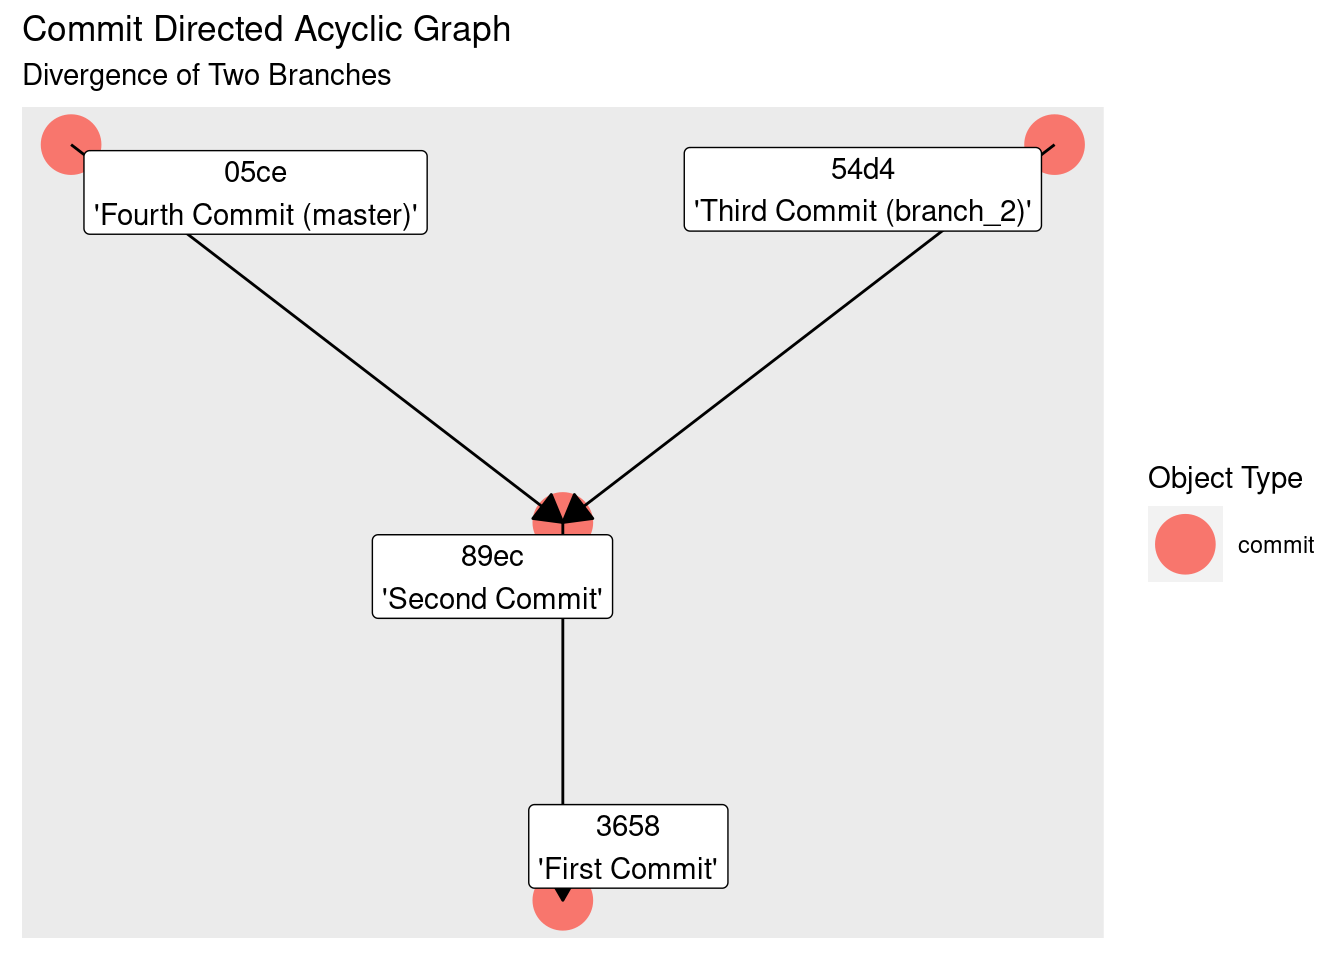 Commit Directed Acyclic Graph
Divergence of Two Branches
05ce
'Fourth Commit (master)'
54d4
'Third Commit (branch_2)'
89ec
'Second Commit'
3658
'First Commit'
Object Type
commit